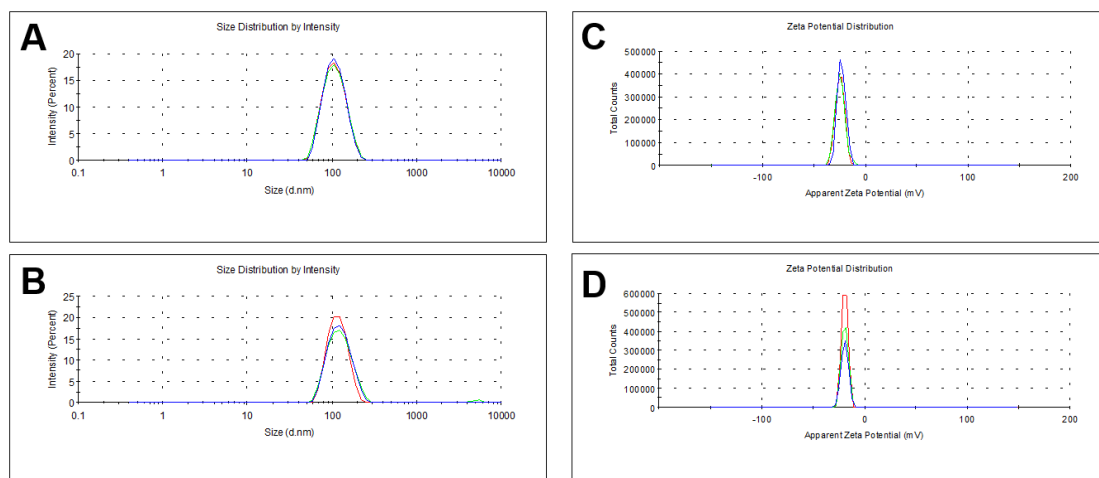 A
Size Distribution by Intensity
Intensity (Percent)
20
15
10
5
0
0.1 1 10 100 1000 10000
Size (d.nm)
C
Zeta Potential Distribution
Total Counts
500000
400000
300000
200000
100000
0
-100 0 100 200
Apparent Zeta Potential (mV)
B
Size Distribution by Intensity
Intensity (Percent)
25
20
15
10
5
0
0.1 1 10 100 1000 10000
Size (d.nm)
D
Zeta Potential Distribution
Total Counts
600000
500000
400000
300000
200000
100000
0
-100 0 100 200
Apparent Zeta Potential (mV)